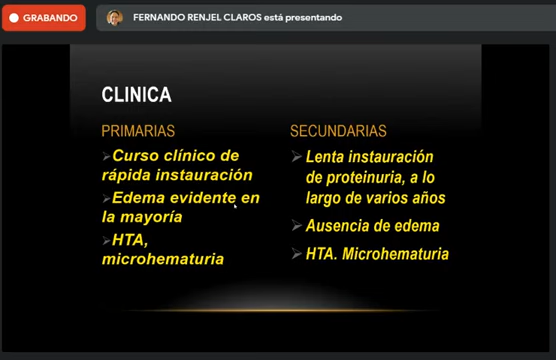 GRABANDO
FERNANDO RENJEL CLAROS está presentando
CLINICA
PRIMARIAS
Curso clínico de
rápida instauración
Edema evidente en
la mayoría
HTA,
microhematuria
SECUNDARIAS
Lenta instauración
de proteinuria, a lo
largo de varios años
Ausencia de edema
HTA. Microhematuria